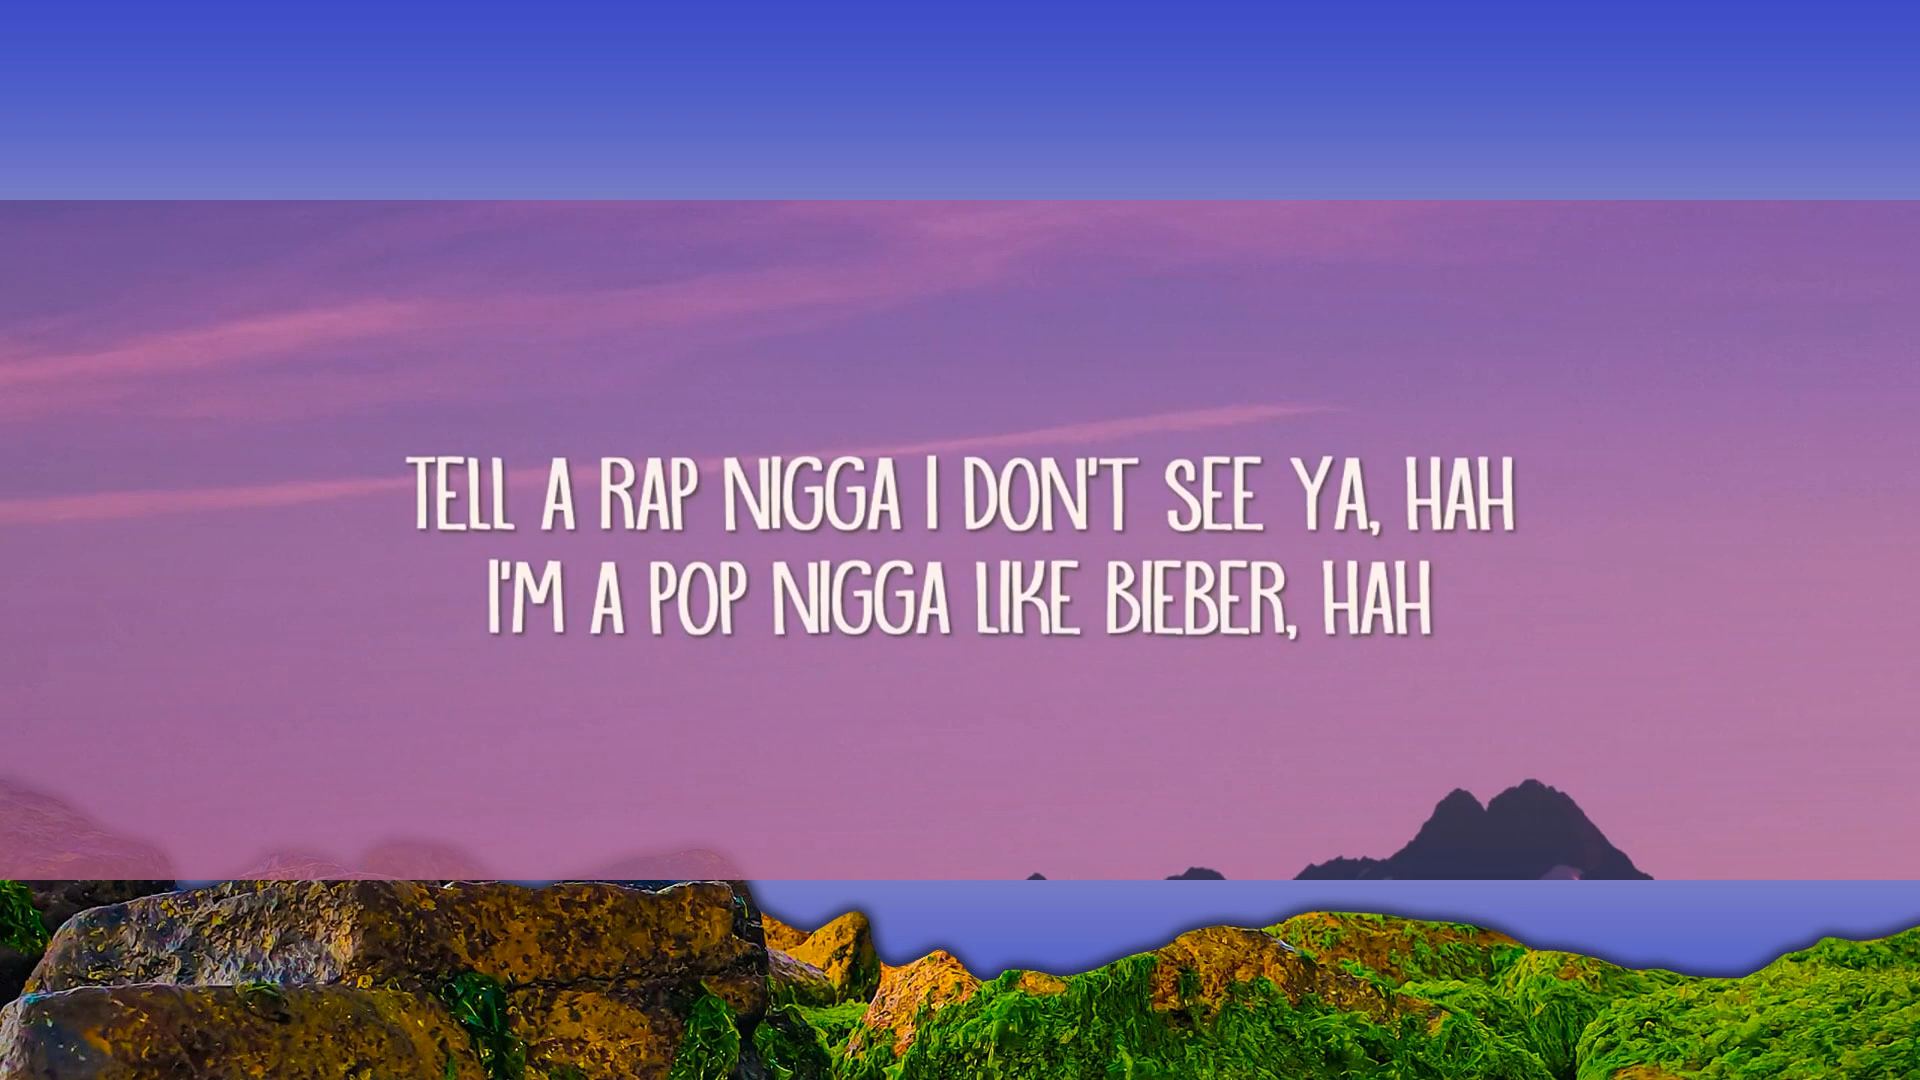 TELL A RAP NIGGA I DON'T SEE YA, HAH
I'M A POP NIGGA LIKE BIEBER, HAH